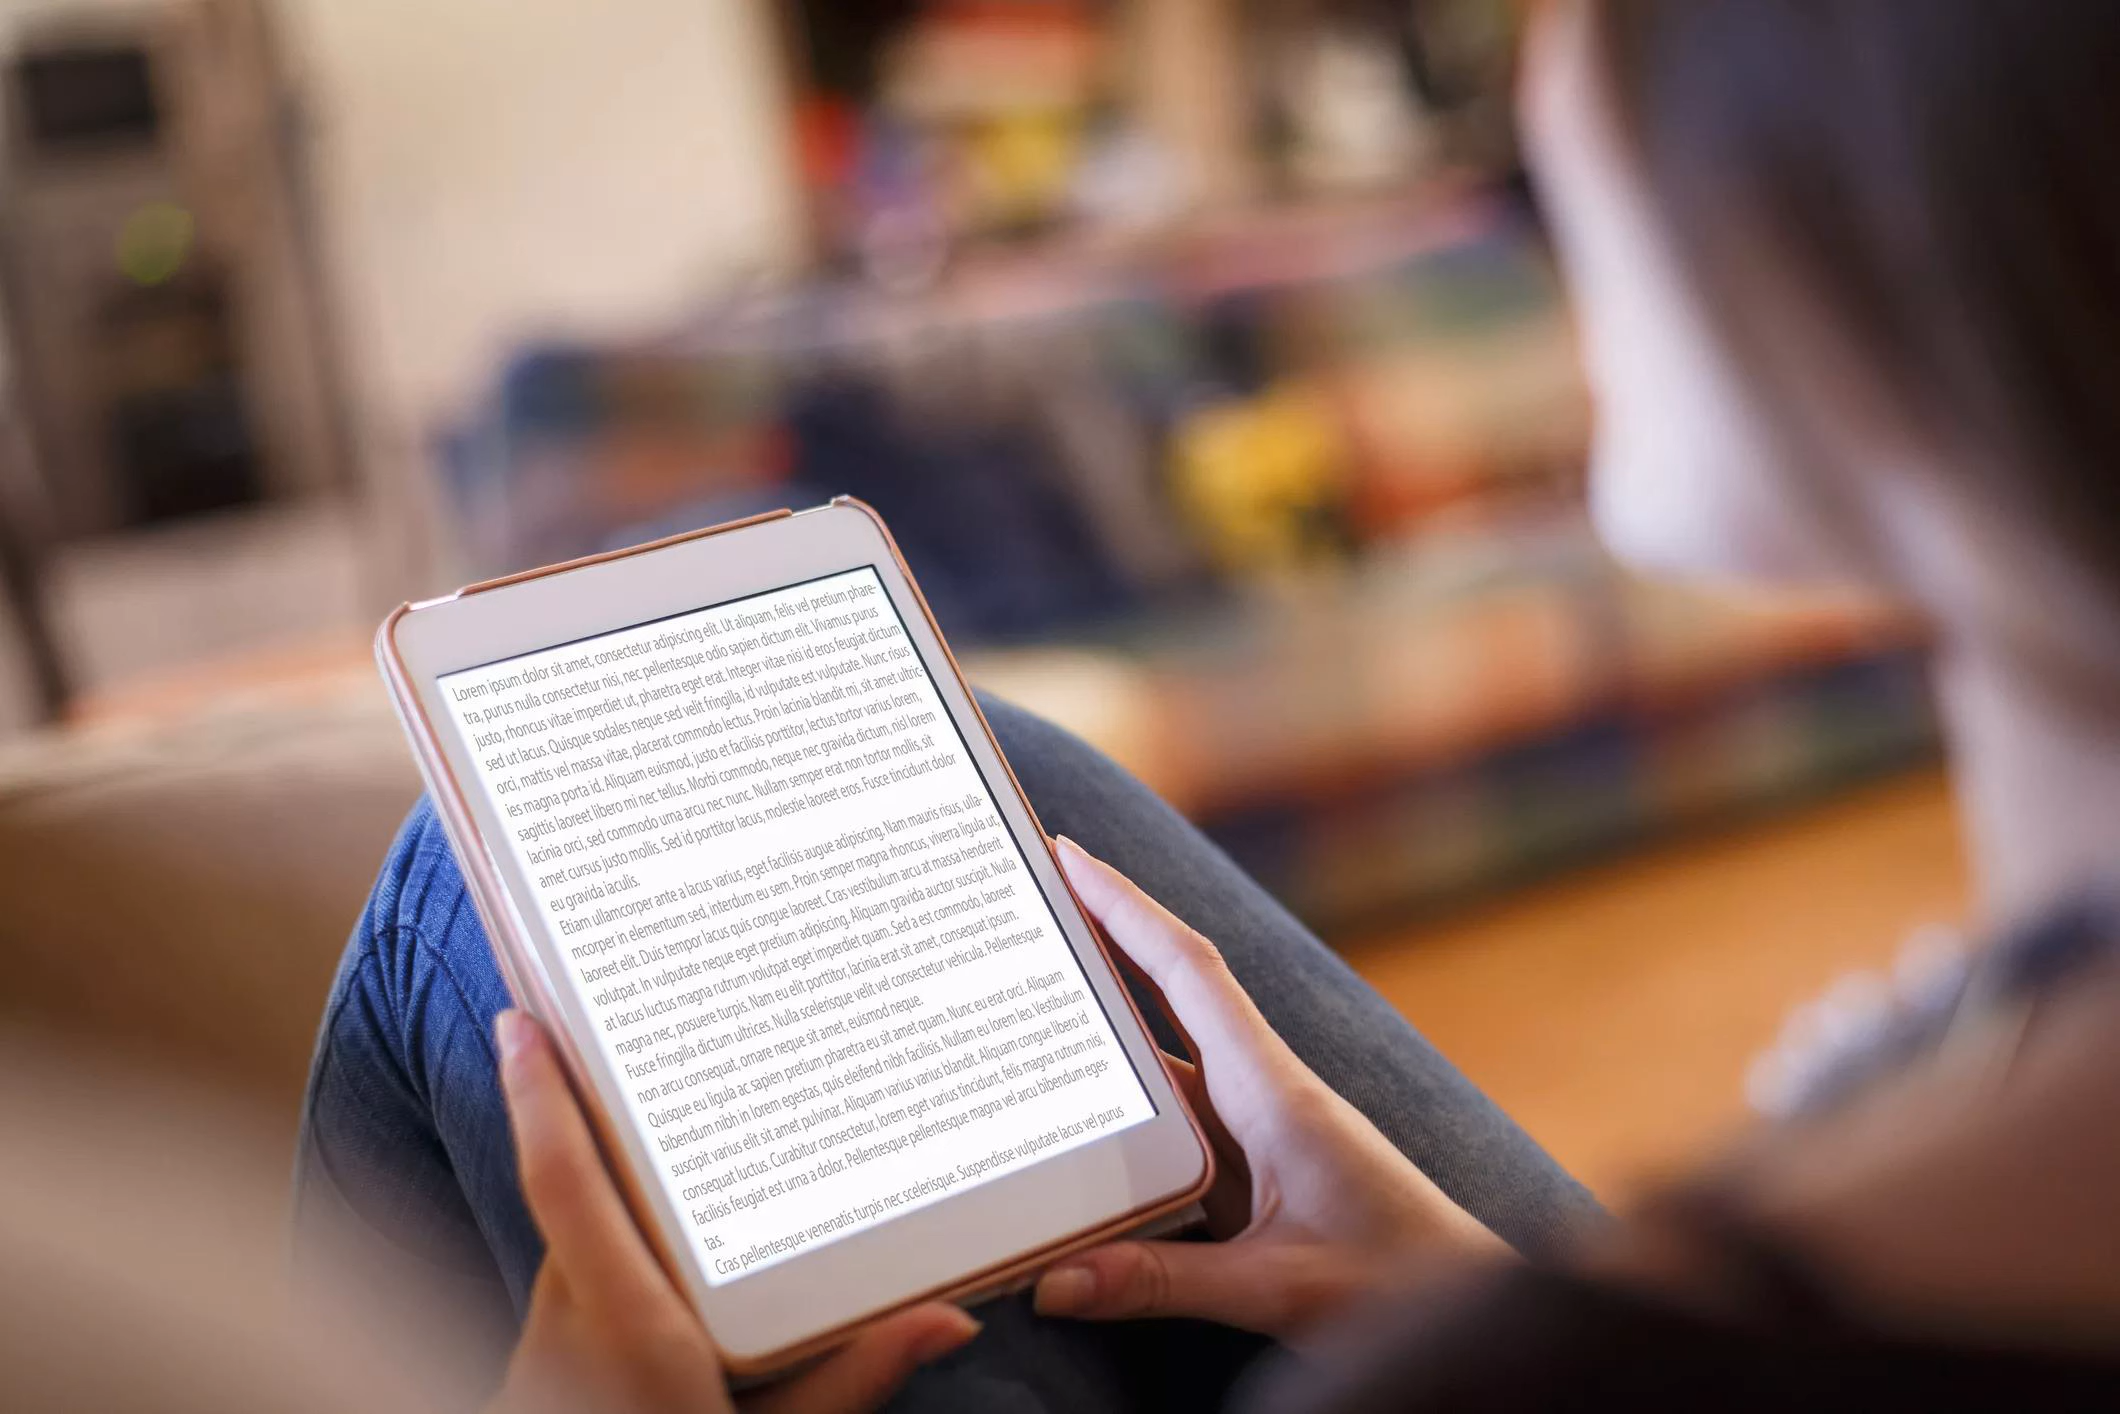 Lorem ipsum dolor sit amet, consectetur adipiscing elit. Ut aliquam, felis vel pretium phare-
tra, purus nulla consectetur nisi, nec pellentesque odio sapien dictum elit. Vivamus purus
justo, rhoncus vitae imperdiet ut, pharetra eget erat. Integer vitae nisi id eros feugiat dictum
sed ut lacus. Quisque sodales neque sed velit fringilla, id vulputate est vulputate. Nunc risus
orci, mattis vel massa vitae, placerat commodo lectus. Proin lacinia blandit mi, sit amet ultric-
ies magna porta id. Aliquam euismod, justo et facilisis porttitor, lectus tortor varius lorem,
sagittis laoreet libero mi nec tellus. Morbi commodo, neque nec gravida dictum, nisl lorem
lacinia orci, sed commodo urna arcu nec nunc. Nullam semper erat non tortor mollis, sit
amet cursus justo mollis. Sed id porttitor lacus, molestie laoreet eros. Fusce tincidunt dolor
eu gravida iaculis.
Etiam ullamcorper ante a lacus varius, eget facilisis augue adipiscing. Nam mauris risus, ulla-
mcorper in elementum sed, interdum eu sem. Proin semper magna rhoncus, viverra ligula ut,
laoreet elit. Duis tempor lacus quis congue laoreet. Cras vestibulum arcu at massa hendrerit
volutpat. In vulputate neque eget pretium adipiscing. Aliquam gravida auctor suscipit. Nulla
at lacus luctus magna rutrum volutpat eget imperdiet quam. Sed a est commodo, laoreet
magna nec, posuere turpis. Nam eu elit porttitor, lacinia erat sit amet, consequat ipsum.
Fusce fringilla dictum ultrices. Nulla scelerisque velit vel consectetur vehicula. Pellentesque
non arcu consequat, ornare neque sit amet, euismod neque.
Quisque eu ligula ac sapien pretium pharetra eu sit amet quam. Nunc eu erat orci. Aliquam
bibendum nibh in lorem egestas, quis eleifend nibh facilisis. Nullam eu lorem leo. Vestibulum
suscipit varius elit sit amet pulvinar. Aliquam varius varius blandit. Aliquam congue libero id
consequat luctus. Curabitur consectetur, lorem eget varius tincidunt, felis magna rutrum nisl,
facilisis feugiat est urna a dolor. Pellentesque pellentesque magna vel arcu bibendum eges-
tas.
Cras pellentesque venenatis turpis nec scelerisque. Suspendisse vulputate lacus vel purus